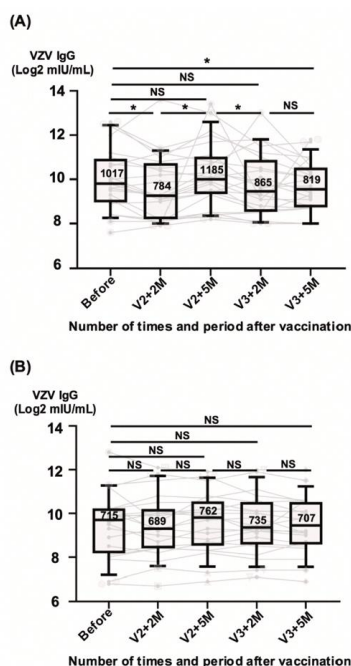 (A)
VZV IgG
(Log2 mIU/mL)
*
NS
NS
* * * NS
14
12
10
8
6
1017 784 1185 865 819
Before V2+2M V2+5M V3+2M V3+5M
Number of times and period after vaccination
(B)
VZV IgG
(Log2 mIU/mL)
NS
NS
NS
NS NS NS NS
14
12
10
8
6
715 689 762 735 707
Before V2+2M V2+5M V3+2M V3+5M
Number of times and period after vaccination